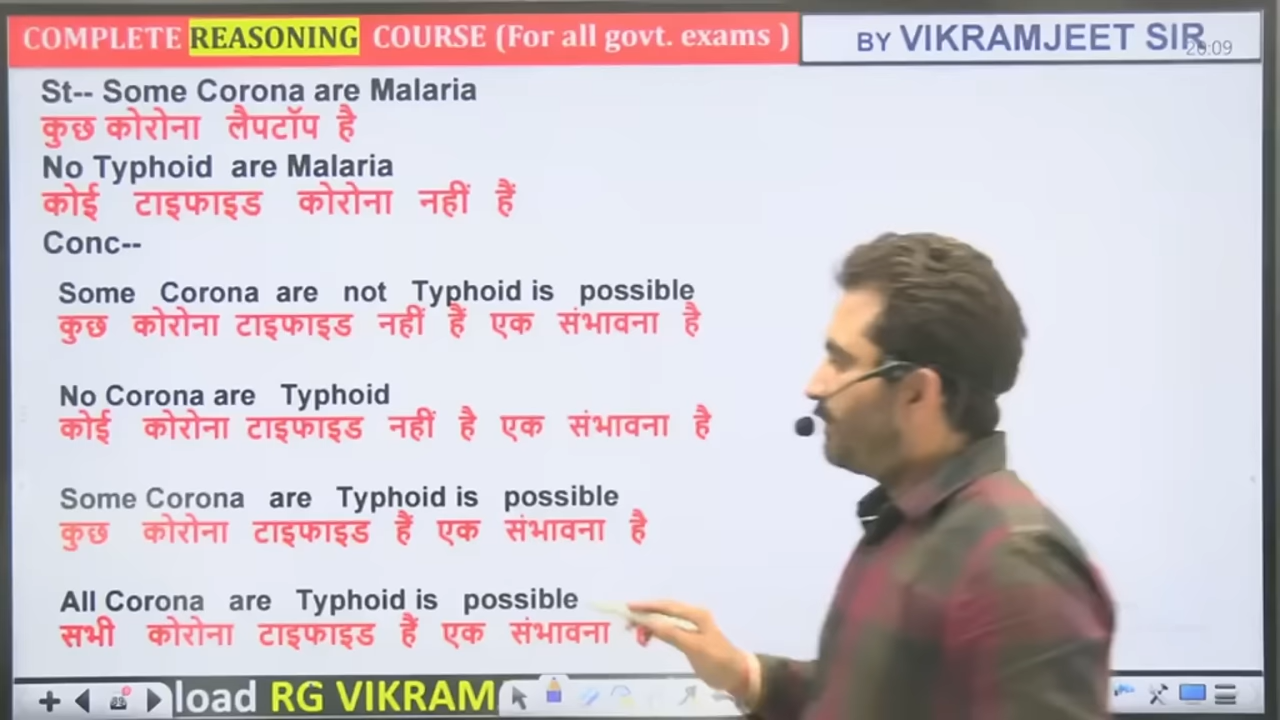 COMPLETE REASONING COURSE (For all govt. exams )
BY VIKRAMJEET SIR
20:09
St-- Some Corona are Malaria
कुछ कोरोना लैपटॉप है
No Typhoid are Malaria
कोई टाइफाइड कोरोना नहीं हैं
Conc--
Some Corona are not Typhoid is possible
कुछ कोरोना टाइफाइड नहीं हैं एक संभावना है
No Corona are Typhoid
कोई कोरोना टाइफाइड नहीं है एक संभावना है
Some Corona are Typhoid is possible
कुछ कोरोना टाइफाइड हैं एक संभावना है
All Corona are Typhoid is possible
सभी कोरोना टाइफाइड हैं एक संभावना
load RG VIKRAM